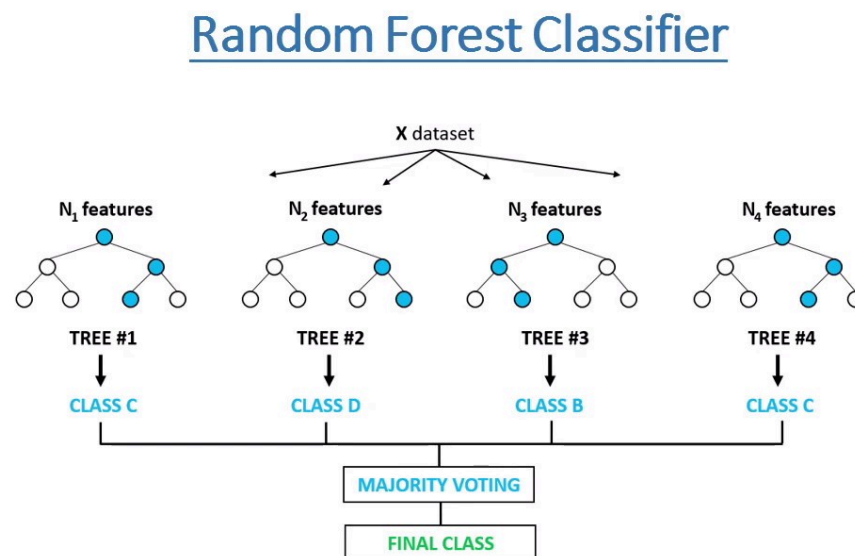 Random Forest Classifier
X dataset
N₁ features N₂ features N₃ features N₄ features
TREE #1 TREE #2 TREE #3 TREE #4
CLASS C CLASS D CLASS B CLASS C
MAJORITY VOTING
FINAL CLASS